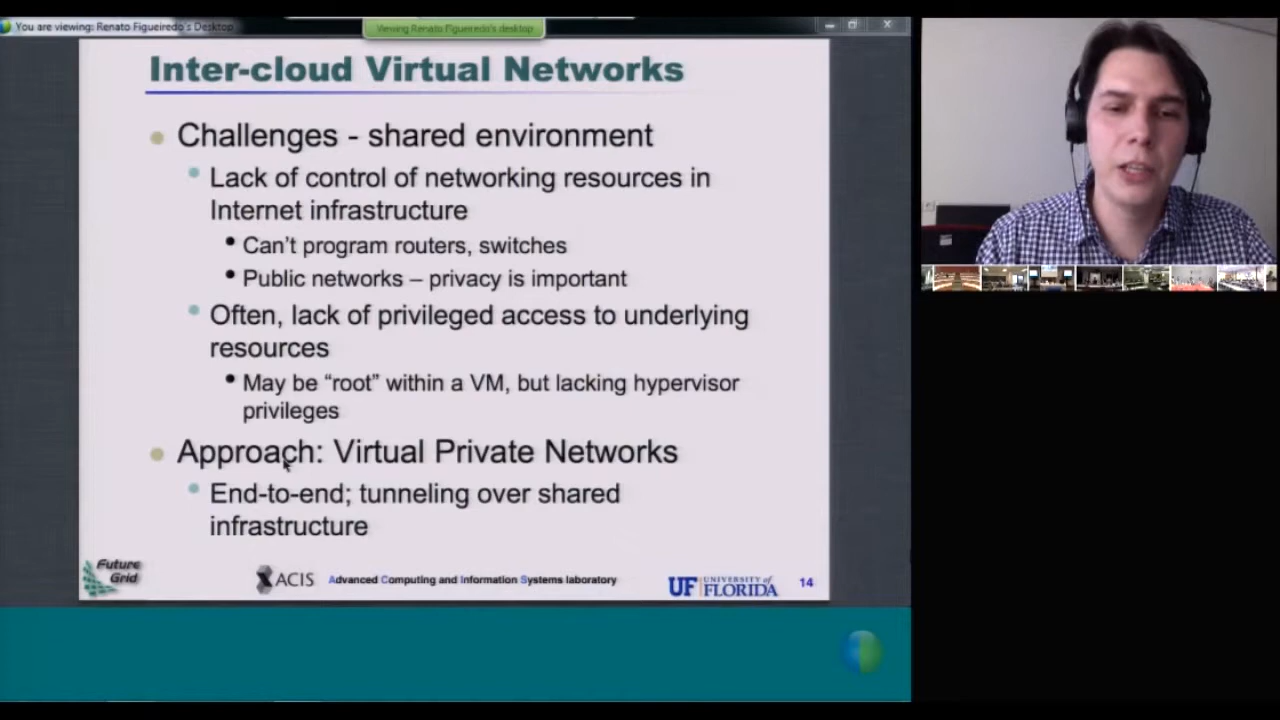 You are viewing: Renato Figueiredo's Desktop
Viewing Renato Figueiredo's desktop
Inter-cloud Virtual Networks
Challenges - shared environment
Lack of control of networking resources in
Internet infrastructure
Can't program routers, switches
Public networks – privacy is important
Often, lack of privileged access to underlying
resources
May be “root” within a VM, but lacking hypervisor
privileges
Approach: Virtual Private Networks
End-to-end; tunneling over shared
infrastructure
Future
Grid
ACIS
Advanced Computing and Information Systems laboratory
UF UNIVERSITY of
FLORIDA
14